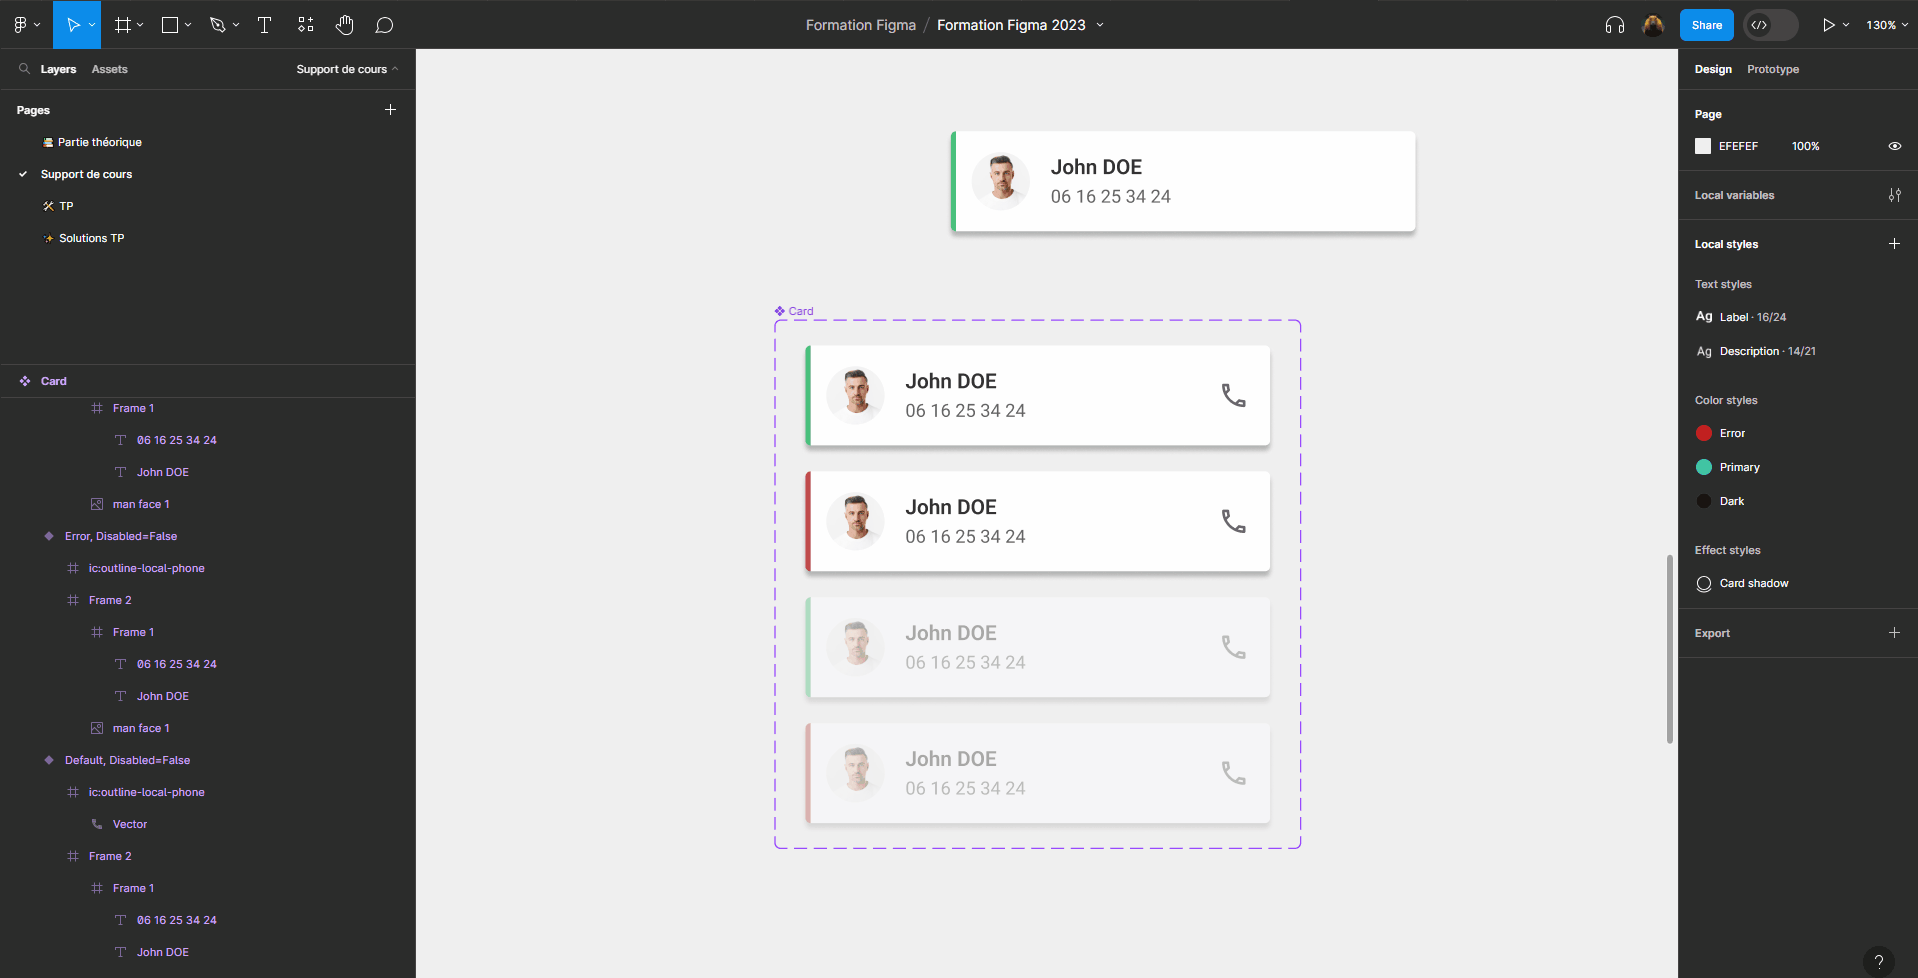 Formation Figma / Formation Figma 2023
Share
130%
Layers
Assets
Support de cours
Pages
Partie théorique
Support de cours
TP
Solutions TP
Card
Frame 1
06 16 25 34 24
John DOE
man face 1
Error, Disabled=False
ic:outline-local-phone
Frame 2
Frame 1
06 16 25 34 24
John DOE
man face 1
Default, Disabled=False
ic:outline-local-phone
Vector
Frame 2
Frame 1
06 16 25 34 24
John DOE
John DOE
06 16 25 34 24
Card
John DOE
06 16 25 34 24
John DOE
06 16 25 34 24
John DOE
06 16 25 34 24
John DOE
06 16 25 34 24
Design
Prototype
Page
EFEFEF
100%
Local variables
Local styles
Text styles
Ag Label · 16/24
Ag Description · 14/21
Color styles
Error
Primary
Dark
Effect styles
Card shadow
Export
?